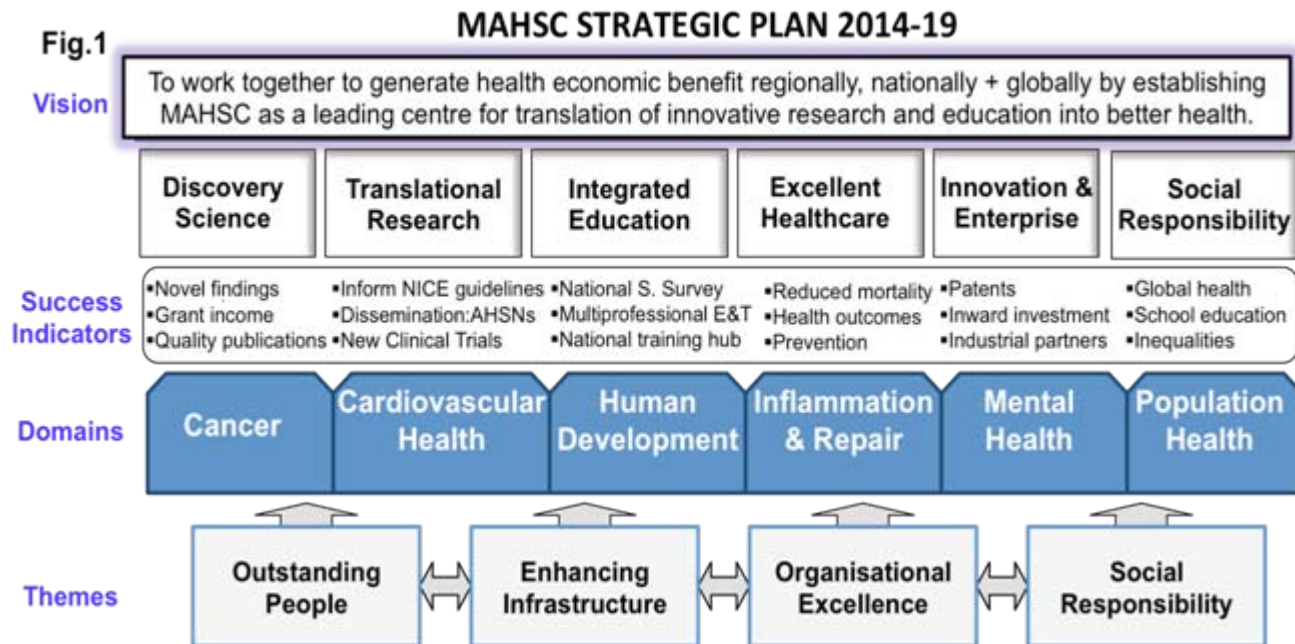 MAHSC STRATEGIC PLAN 2014-19
Fig.1
Vision
To work together to generate health economic benefit regionally, nationally + globally by establishing
MAHSC as a leading centre for translation of innovative research and education into better health.
Discovery
Science
Translational
Research
Integrated
Education
Excellent
Healthcare
Innovation &
Enterprise
Social
Responsibility
Success
Indicators
▪Novel findings
▪Grant income
▪Quality publications
▪Inform NICE guidelines
▪Dissemination:AHSNs
▪New Clinical Trials
▪National S. Survey
▪Multiprofessional E&T
▪National training hub
▪Reduced mortality
▪Health outcomes
▪Prevention
▪Patents
▪Inward investment
▪Industrial partners
▪Global health
▪School education
▪Inequalities
Domains
Cancer
Cardiovascular
Health
Human
Development
Inflammation
& Repair
Mental
Health
Population
Health
Themes
Outstanding
People
Enhancing
Infrastructure
Organisational
Excellence
Social
Responsibility